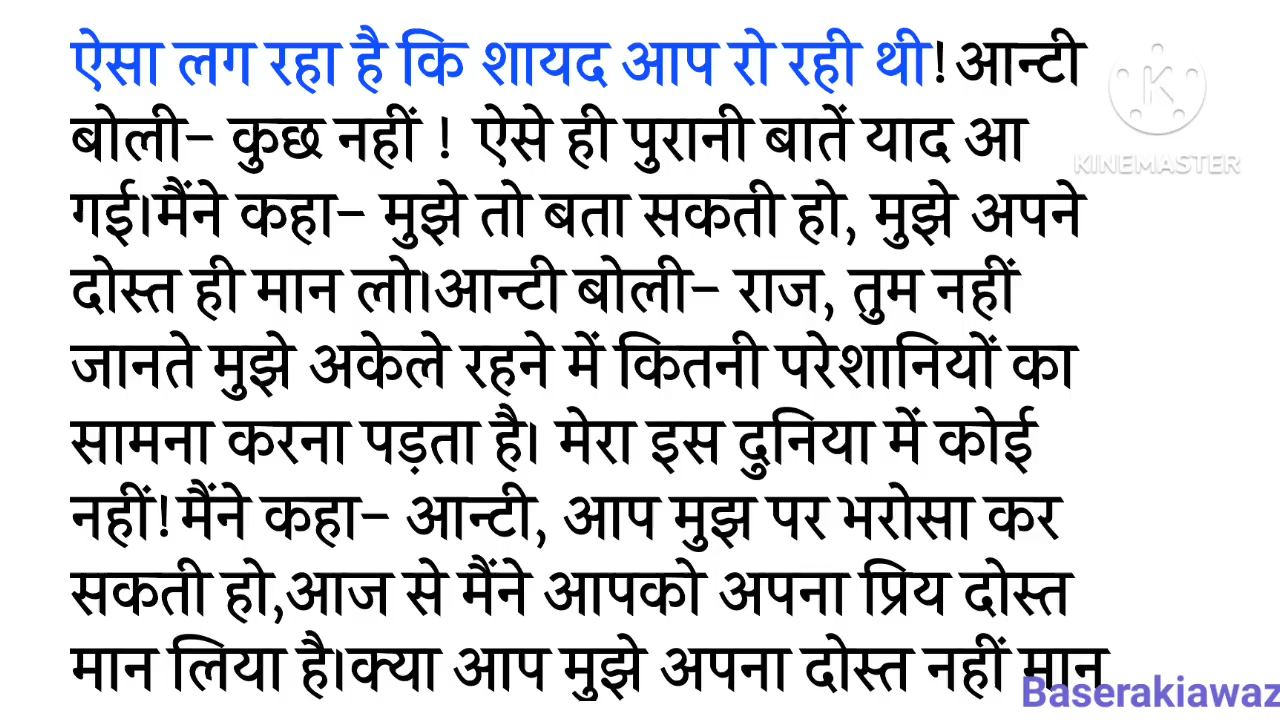 ऐसा लग रहा है कि शायद आप रो रही थी!आन्टी
बोली– कुछ नहीं ! ऐसे ही पुरानी बातें याद आ
गई।मैंने कहा– मुझे तो बता सकती हो, मुझे अपने
दोस्त ही मान लो।आन्टी बोली– राज, तुम नहीं
जानते मुझे अकेले रहने में कितनी परेशानियों का
सामना करना पड़ता है। मेरा इस दुनिया में कोई
नहीं!मैंने कहा– आन्टी, आप मुझ पर भरोसा कर
सकती हो,आज से मैंने आपको अपना प्रिय दोस्त
मान लिया है।क्या आप मुझे अपना दोस्त नहीं मान
K
KINEMASTER
Baserakiawaz